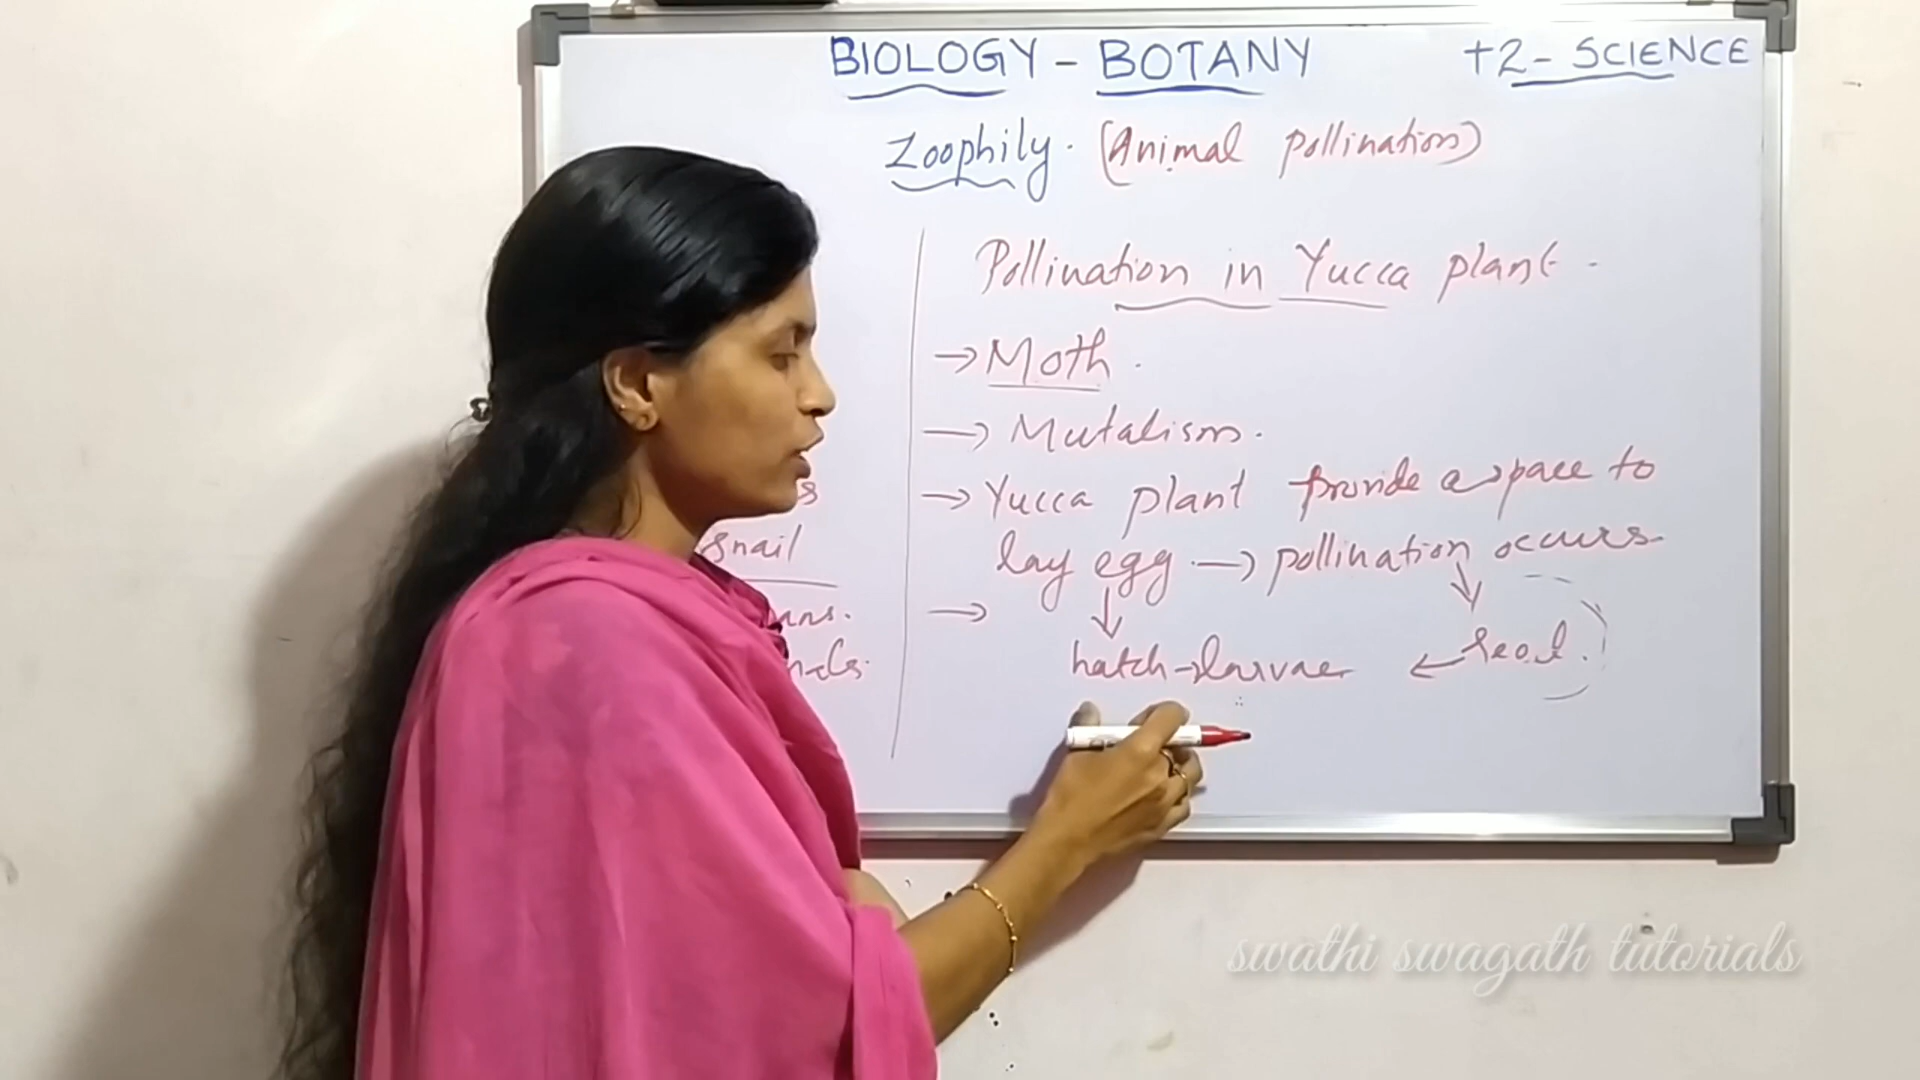 BIOLOGY - BOTANY +2 - SCIENCE
Zoophily. (Animal pollination)
Pollination in Yucca plant.
→ Moth.
→ Mutalism.
→ Yucca plant provide a space to
lay egg → pollination occurs
→ hatch → larvae ← seed.
snail
swathi swagath tutorials